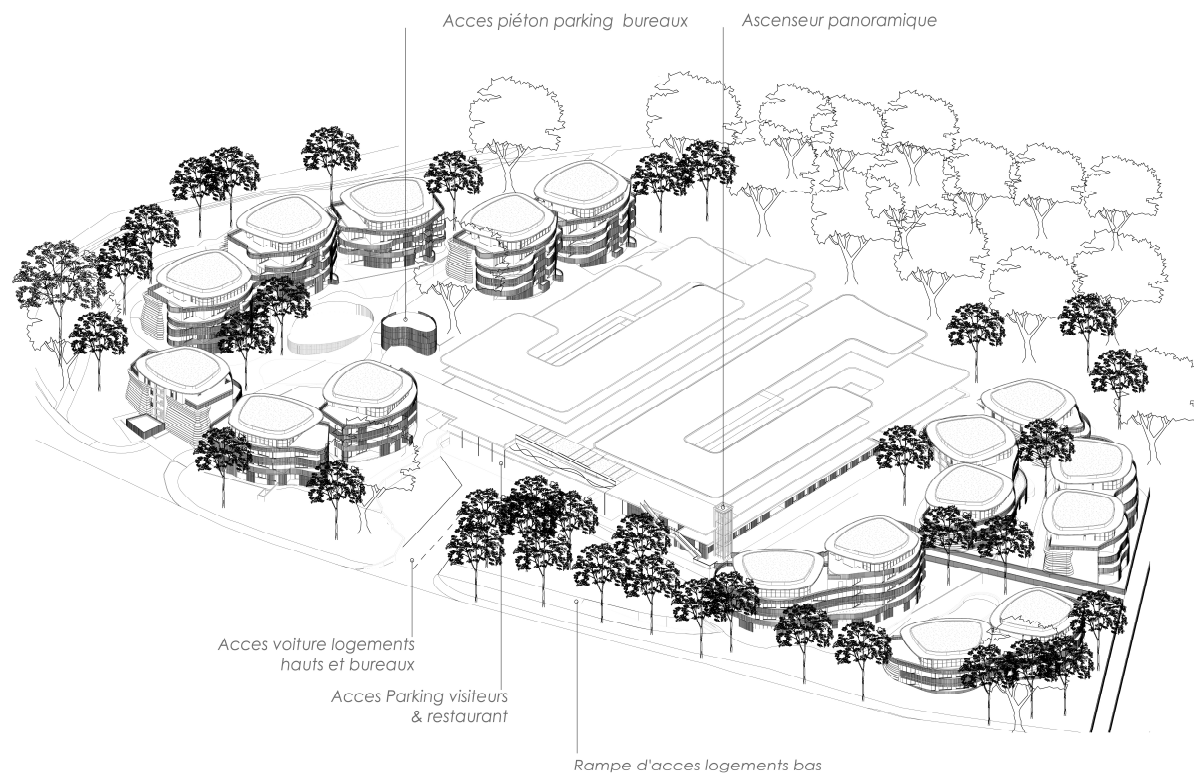 Acces piéton parking bureaux
Ascenseur panoramique
Acces voiture logements
hauts et bureaux
Acces Parking visiteurs
& restaurant
Rampe d'acces logements bas